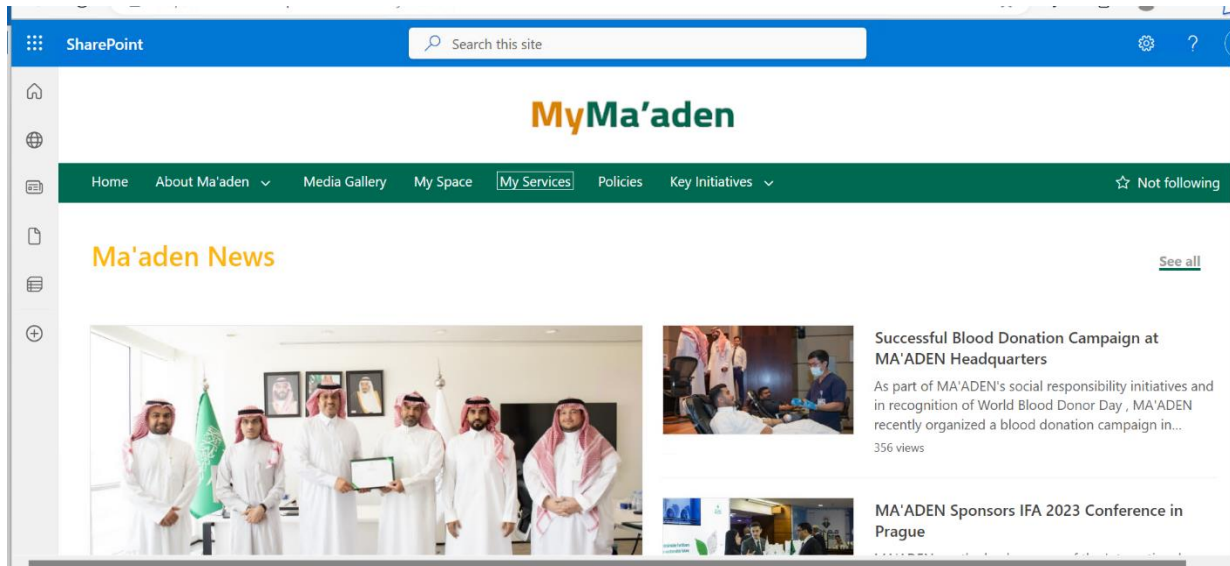 SharePoint
Search this site
MyMa'aden
Home About Ma'aden Media Gallery My Space My Services Policies Key Initiatives Not following
Ma'aden News
See all
Successful Blood Donation Campaign at
MA'ADEN Headquarters
As part of MA'ADEN's social responsibility initiatives and
in recognition of World Blood Donor Day , MA'ADEN
recently organized a blood donation campaign in...
356 views
MA'ADEN Sponsors IFA 2023 Conference in
Prague